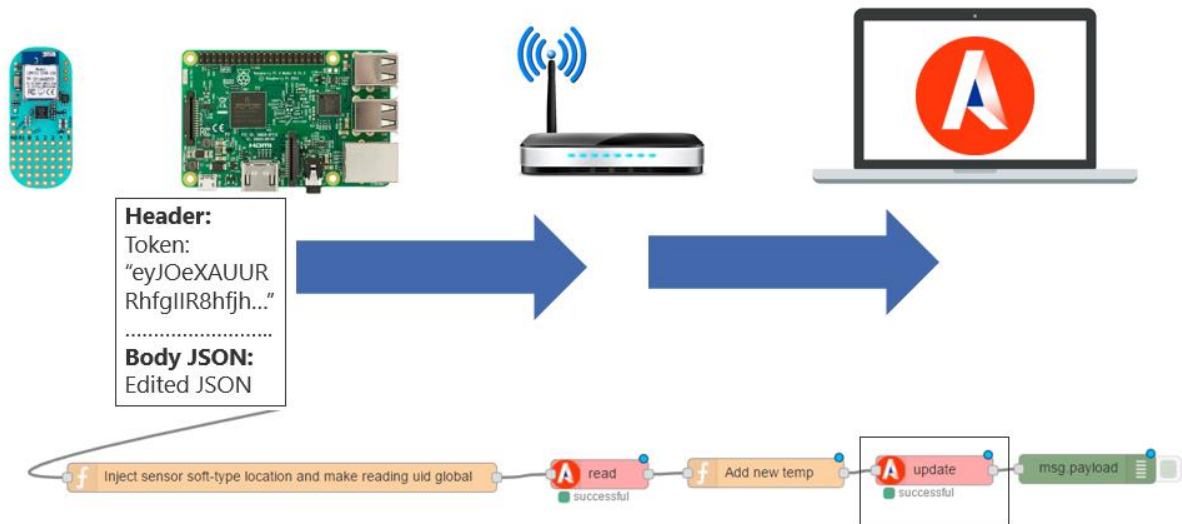 Header:
Token:
“eyJOeXAUUR
RhfgIIR8hfjh...”
..........................
Body JSON:
Edited JSON
Inject sensor soft-type location and make reading uid global
read
successful
Add new temp
update
successful
msg.payload